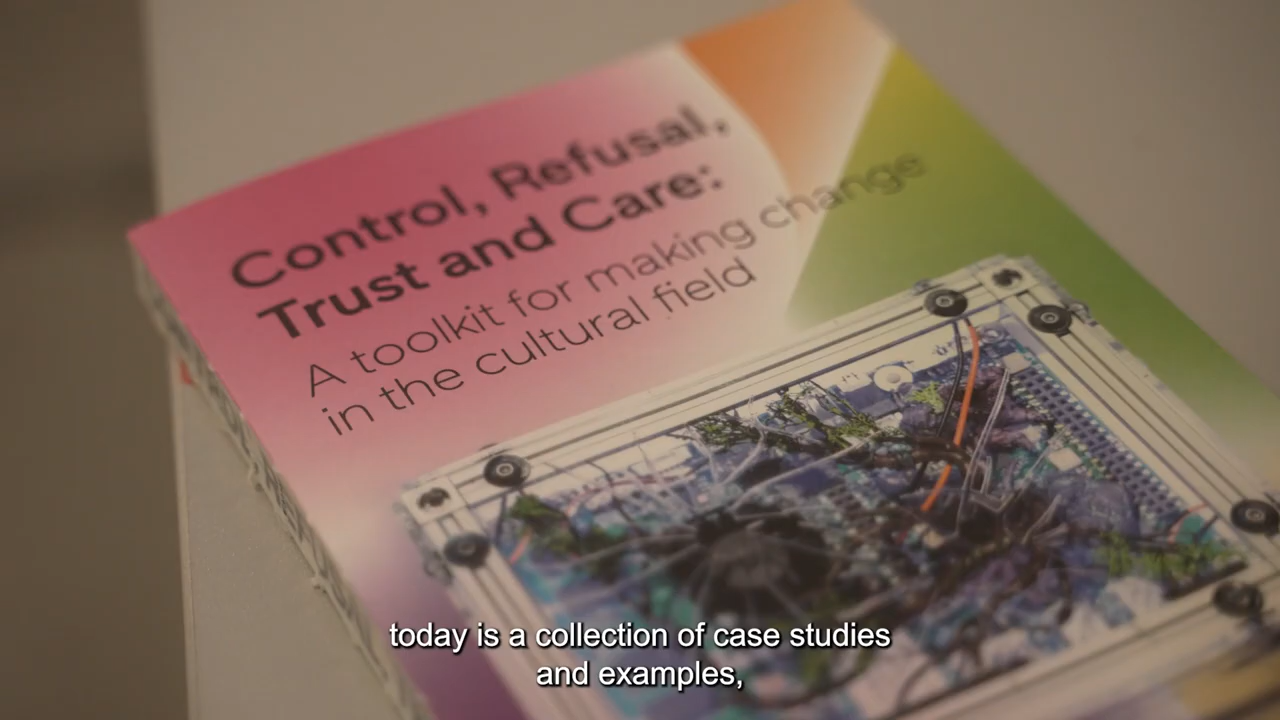 Control, Refusal,
Trust and Care:
A toolkit for making change
in the cultural field
today is a collection of case studies
and examples,